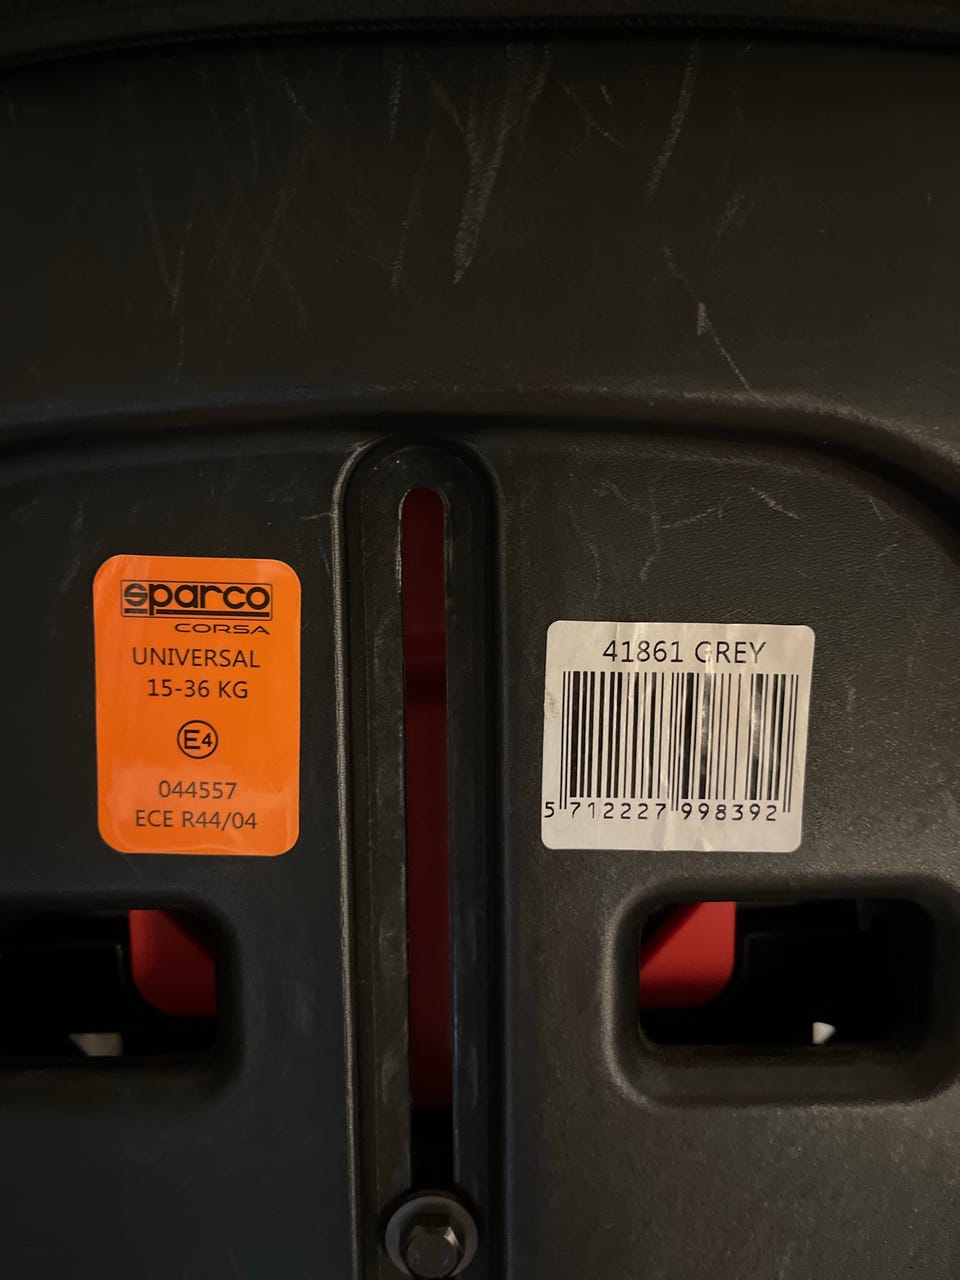 sparco
CORSA
UNIVERSAL
15-36 KG
E4
044557
ECE R44/04
41861 GREY
5 712227 998392